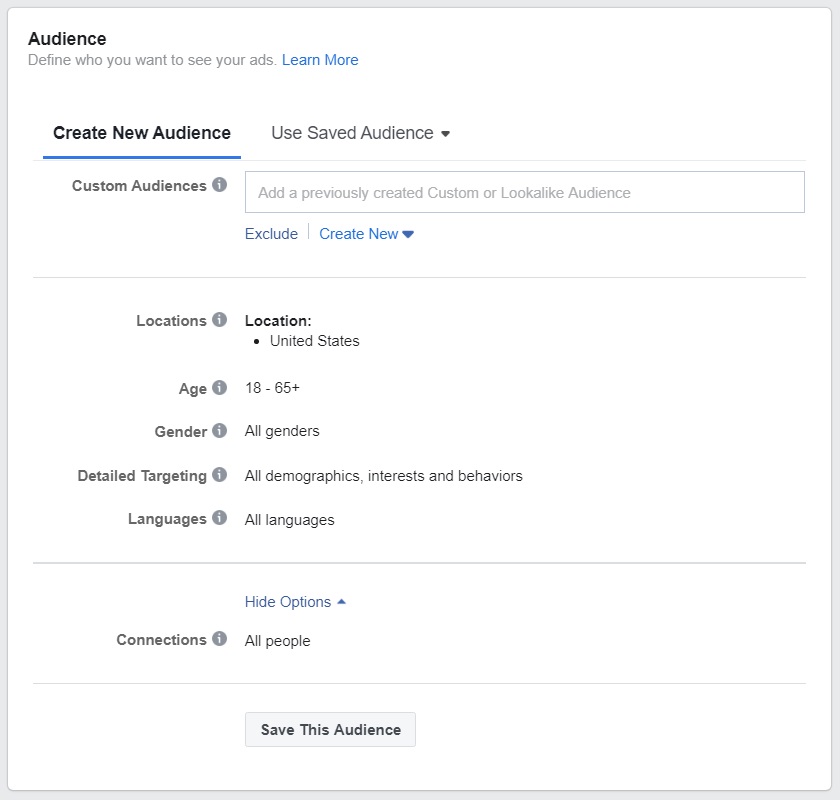 Audience
Define who you want to see your ads. Learn More
Create New Audience Use Saved Audience
Custom Audiences Add a previously created Custom or Lookalike Audience
Exclude Create New
Locations Location:
• United States
Age 18 - 65+
Gender All genders
Detailed Targeting All demographics, interests and behaviors
Languages All languages
Hide Options
Connections All people
Save This Audience